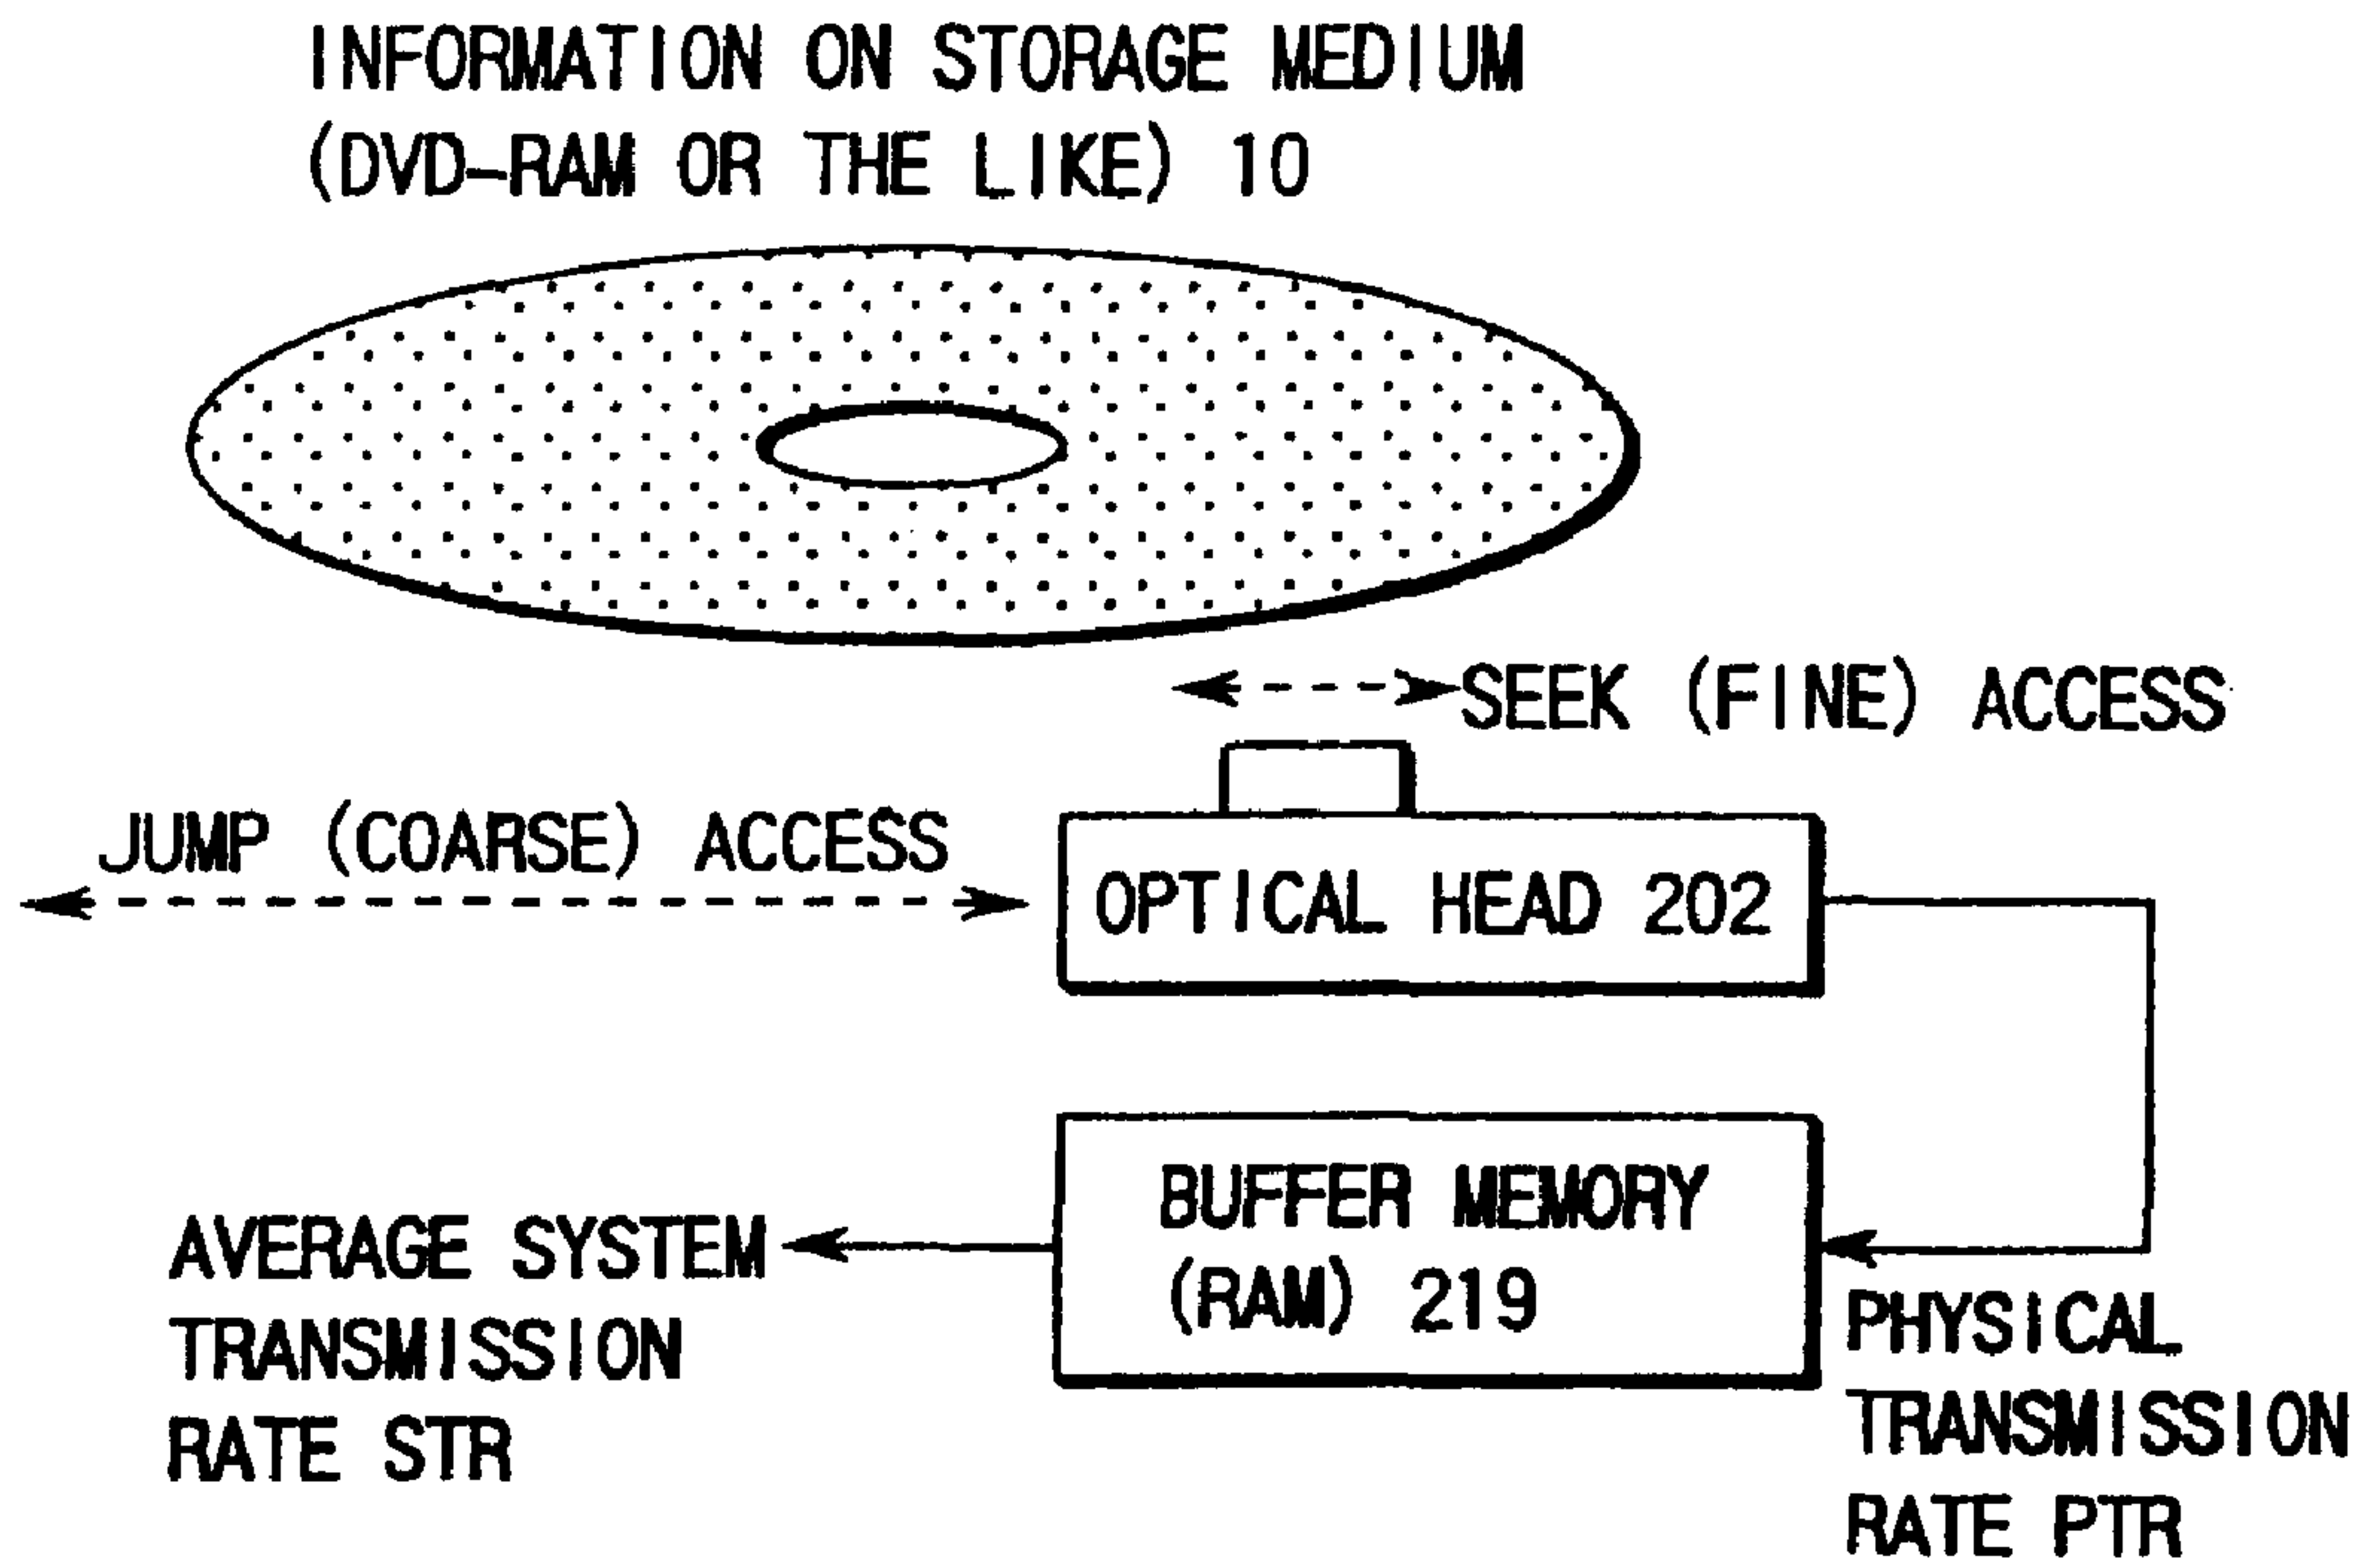 INFORMATION ON STORAGE MEDIUM
(DVD-RAM OR THE LIKE) 10
SEEK (FINE) ACCESS
JUMP (COARSE) ACCESS
OPTICAL HEAD 202
BUFFER MEMORY
(RAM) 219
AVERAGE SYSTEM
TRANSMISSION
RATE STR
PHYSICAL
TRANSMISSION
RATE PTR